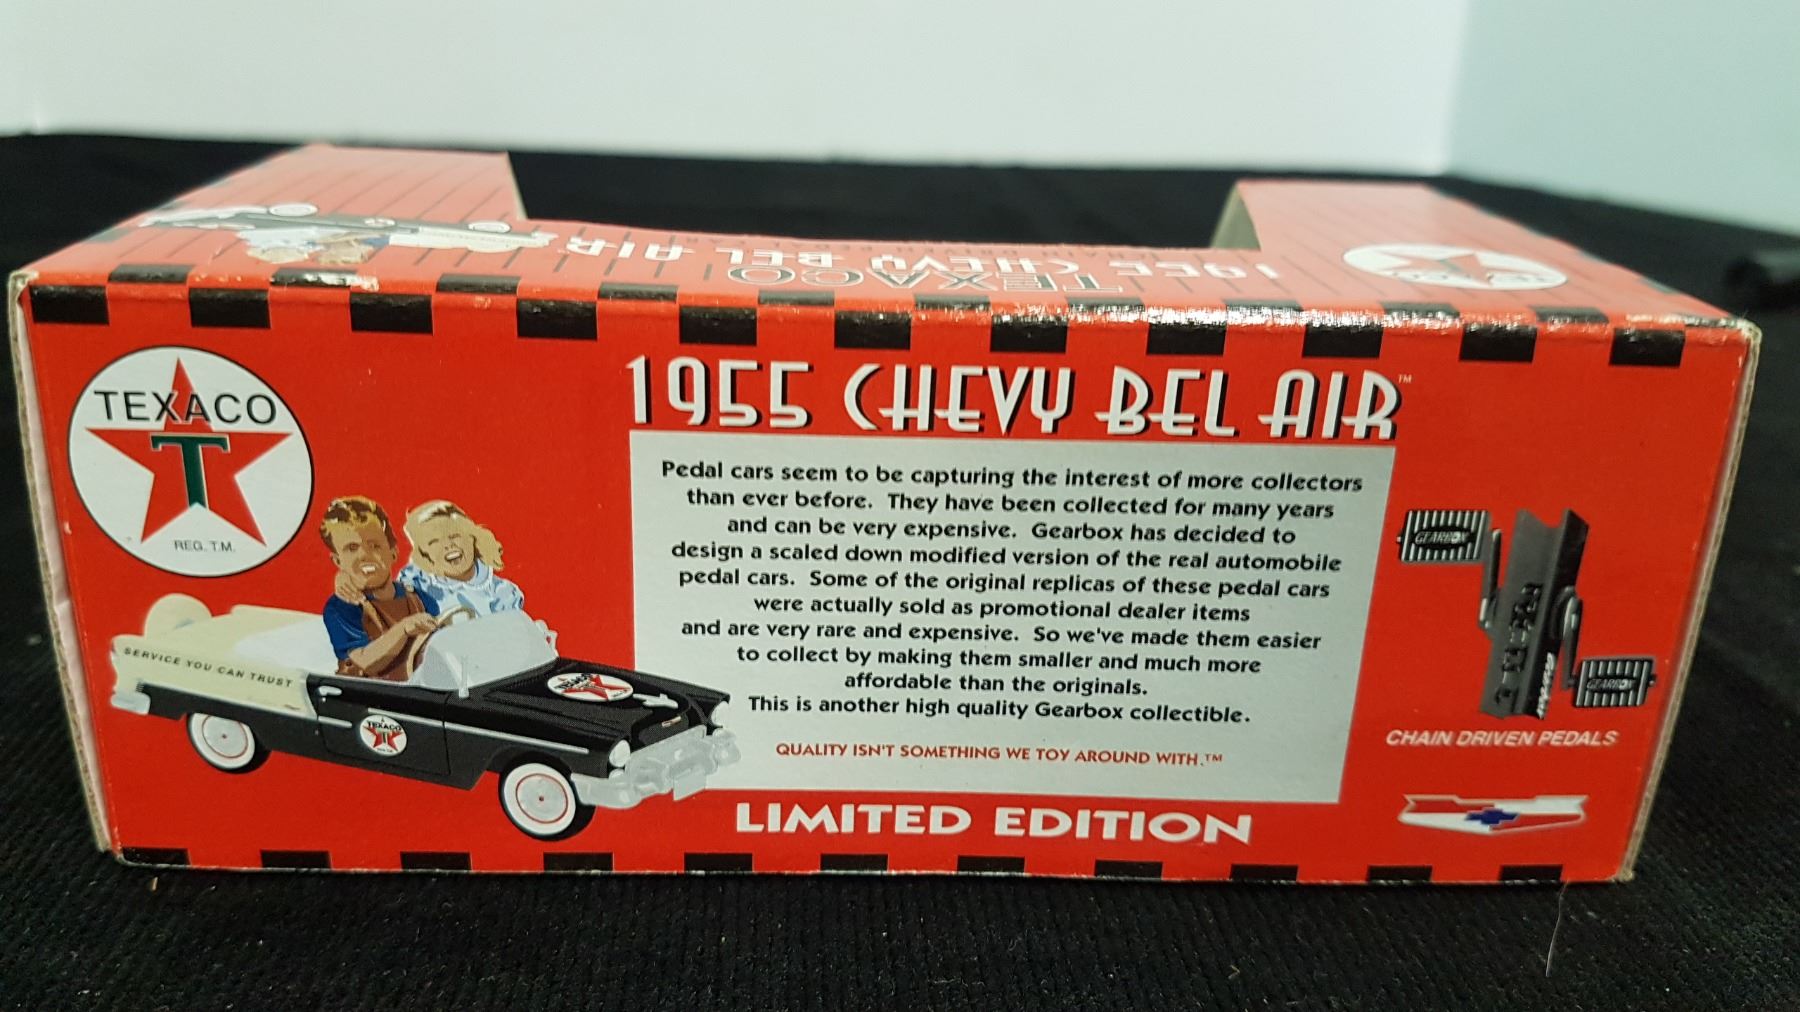 TEXACO
1955 CHEVY BEL AIR
TEXACO
T
REG. T.M.
1955 CHEVY BEL AIR™
Pedal cars seem to be capturing the interest of more collectors
than ever before. They have been collected for many years
and can be very expensive. Gearbox has decided to
design a scaled down modified version of the real automobile
pedal cars. Some of the original replicas of these pedal cars
were actually sold as promotional dealer items
and are very rare and expensive. So we've made them easier
to collect by making them smaller and much more
affordable than the originals.
This is another high quality Gearbox collectible.
QUALITY ISN'T SOMETHING WE TOY AROUND WITH.™
LIMITED EDITION
SERVICE YOU CAN TRUST
TEXACO
T
GEARBOX
GEARBOX
CHAIN DRIVEN PEDALS